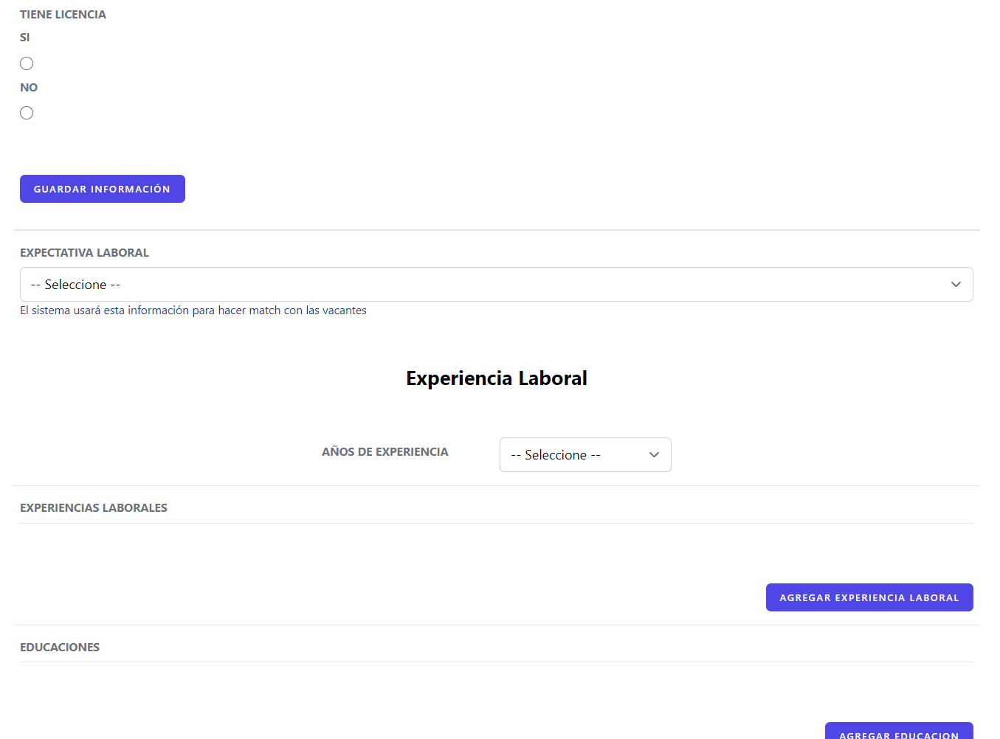 TIENE LICENCIA
SI
NO
GUARDAR INFORMACIÓN
EXPECTATIVA LABORAL
-- Seleccione --
El sistema usará esta información para hacer match con las vacantes
Experiencia Laboral
AÑOS DE EXPERIENCIA
-- Seleccione --
EXPERIENCIAS LABORALES
AGREGAR EXPERIENCIA LABORAL
EDUCACIONES
AGREGAR EDUCACION